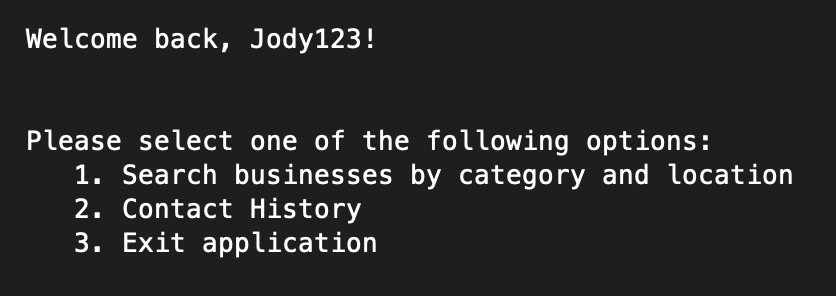 Welcome back, Jody123!
Please select one of the following options:
1. Search businesses by category and location
2. Contact History
3. Exit application